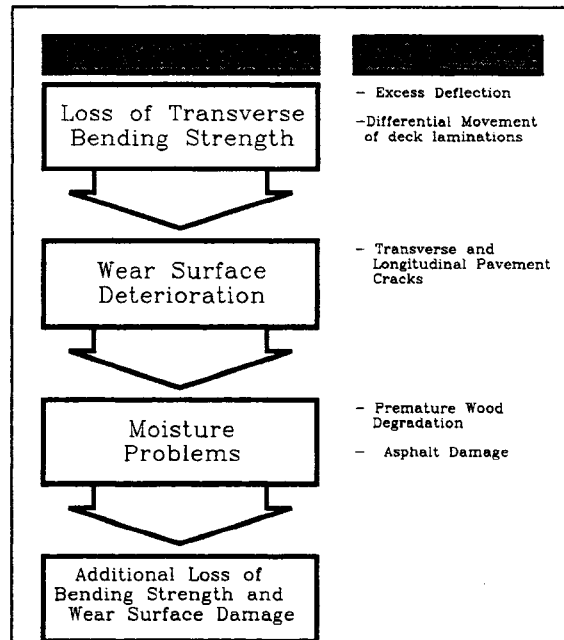 Loss of Transverse
Bending Strength
- Excess Deflection
-Differential Movement
of deck laminations
Wear Surface
Deterioration
- Transverse and
Longitudinal Pavement
Cracks
Moisture
Problems
- Premature Wood
Degradation
- Asphalt Damage
Additional Loss of
Bending Strength and
Wear Surface Damage